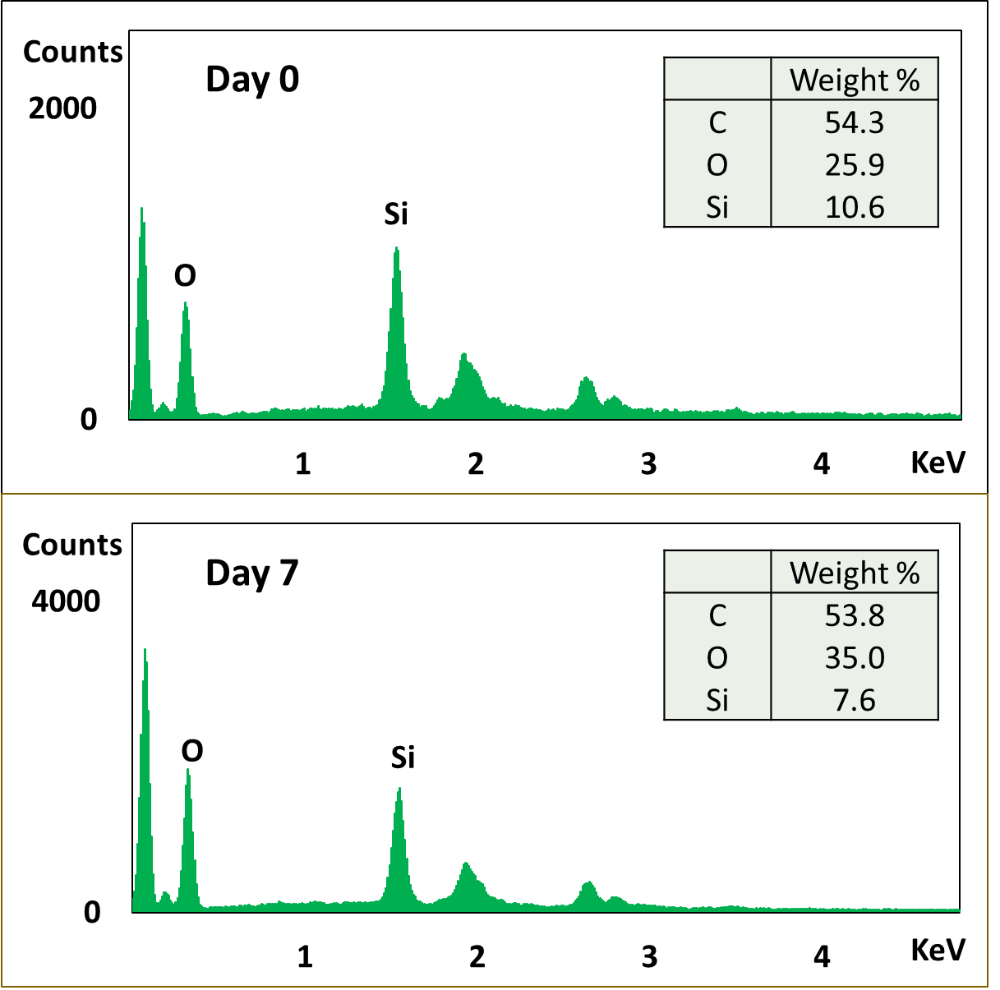 Counts
Day 0
2000
Weight %
C 54.3
O 25.9
Si 10.6
Si
O
0
1 2 3 4 KeV
Counts
Day 7
4000
Weight %
C 53.8
O 35.0
Si 7.6
O
Si
0
1 2 3 4 KeV